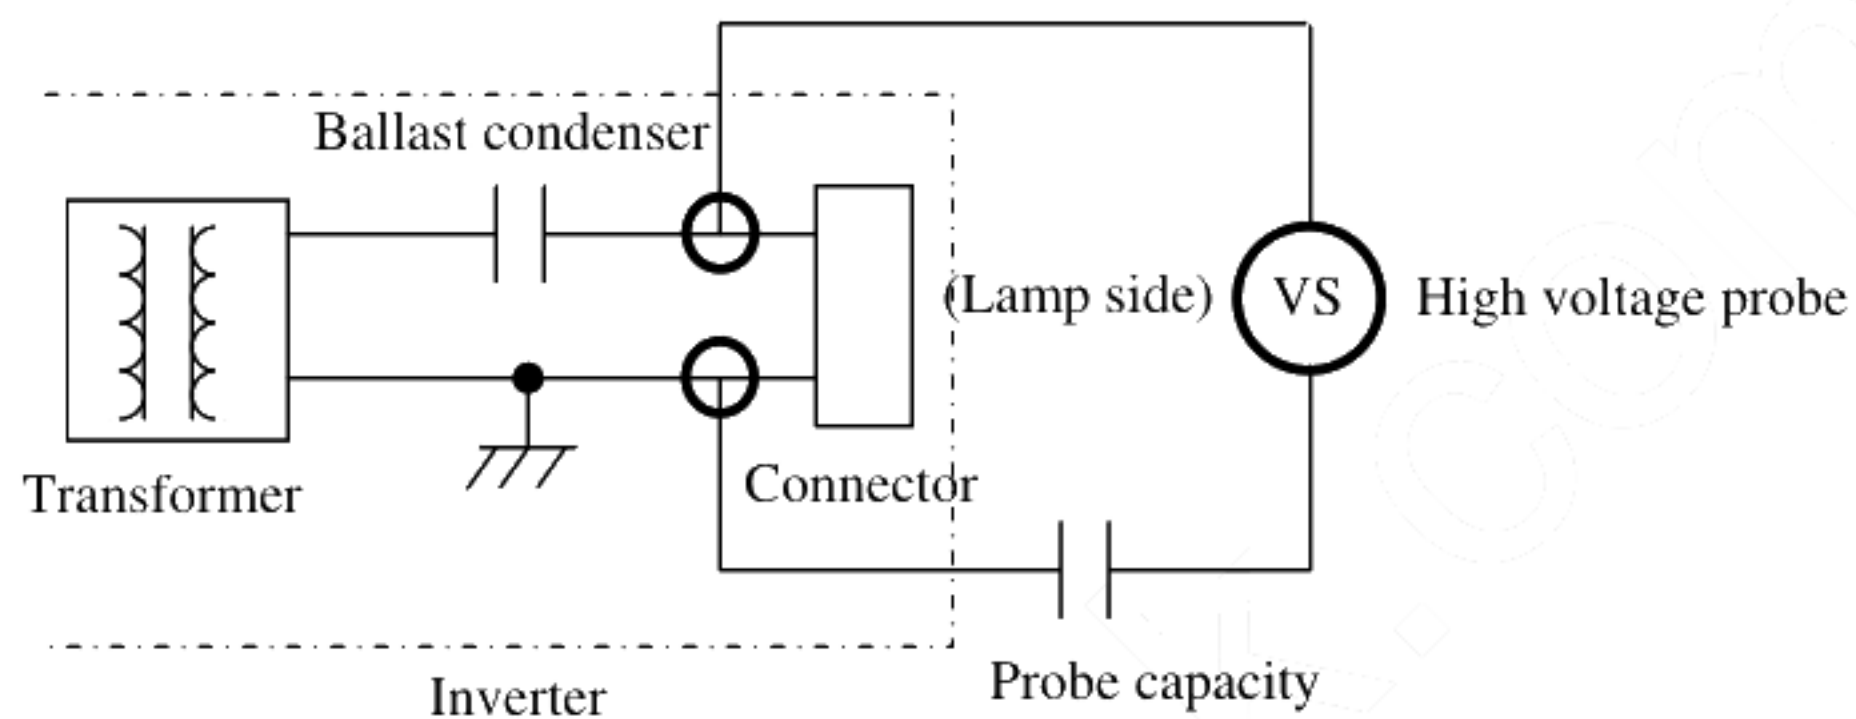 Ballast condenser
(Lamp side)
VS
High voltage probe
Transformer
Connector
Probe capacity
Inverter